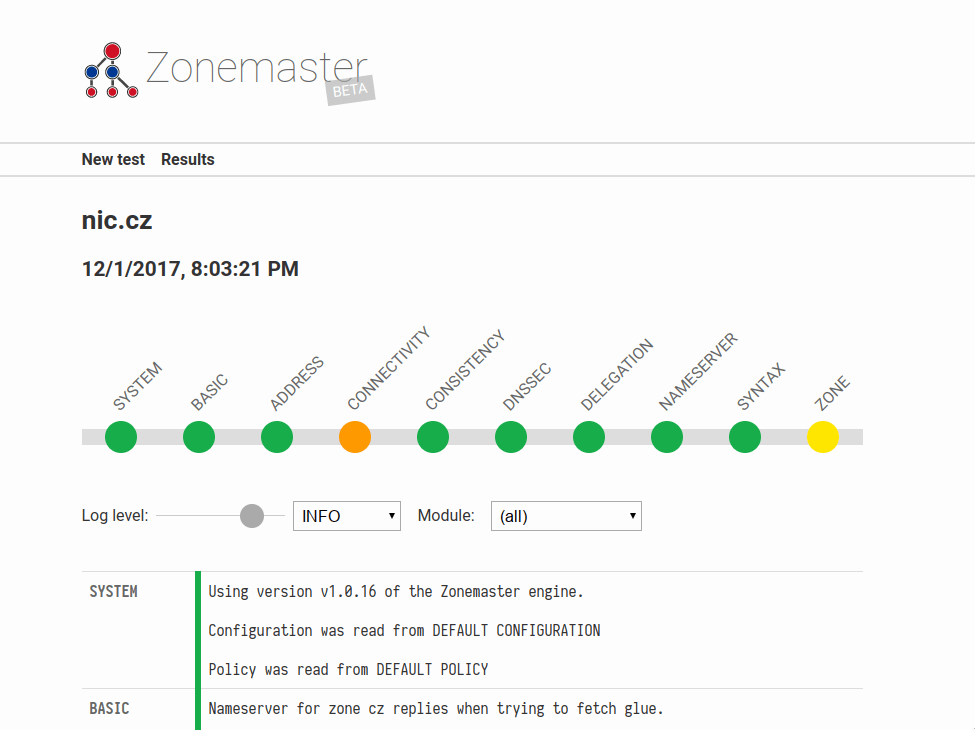 Zonemaster
BETA
New test Results
nic.cz
12/1/2017, 8:03:21 PM
SYSTEM BASIC ADDRESS CONNECTIVITY CONSISTENCY DNSSEC DELEGATION NAMESERVER SYNTAX ZONE
Log level: INFO Module: (all)
SYSTEM Using version v1.0.16 of the Zonemaster engine.
Configuration was read from DEFAULT CONFIGURATION
Policy was read from DEFAULT POLICY
BASIC Nameserver for zone cz replies when trying to fetch glue.